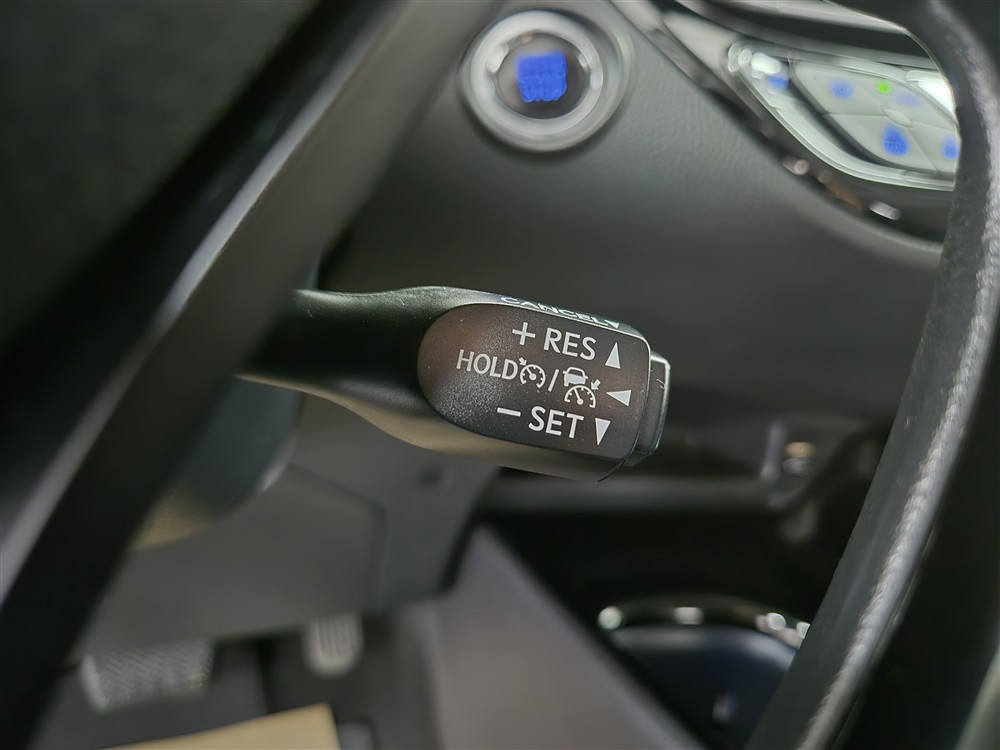 CANCEL▼
+ RES ▲
HOLD / ◀
− SET ▼